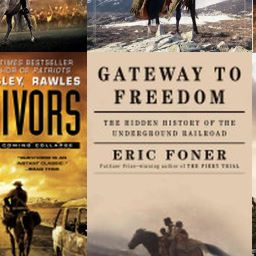 TIMES BESTSELLER
OR OF PATRIOTS
LEY, RAWLES
IVORS
COMING COLLAPSE
GATEWAY TO
FREEDOM
THE HIDDEN HISTORY OF THE
UNDERGROUND RAILROAD
ERIC FONER
Pulitzer Prize–winning author of THE FIERY TRIAL